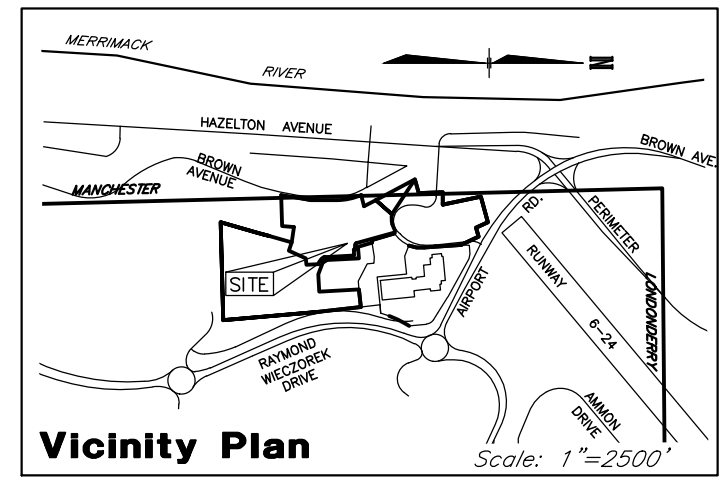 MERRIMACK
RIVER
N
HAZELTON AVENUE
BROWN AVE.
BROWN
AVENUE
MANCHESTER
RD.
PERIMETER
SITE
AIRPORT
RUNWAY
6-24
LONDONDERRY
RAYMOND
WIECZOREK
DRIVE
AMMON
DRIVE
Vicinity Plan
Scale: 1"=2500'